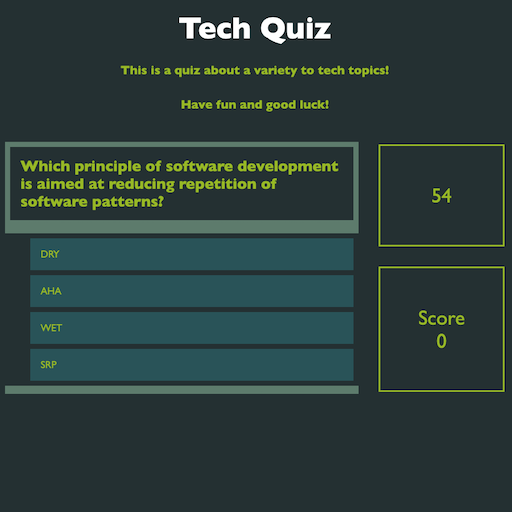 Tech Quiz
This is a quiz about a variety to tech topics!
Have fun and good luck!
Which principle of software development
is aimed at reducing repetition of
software patterns?
DRY
AHA
WET
SRP
54
Score
0